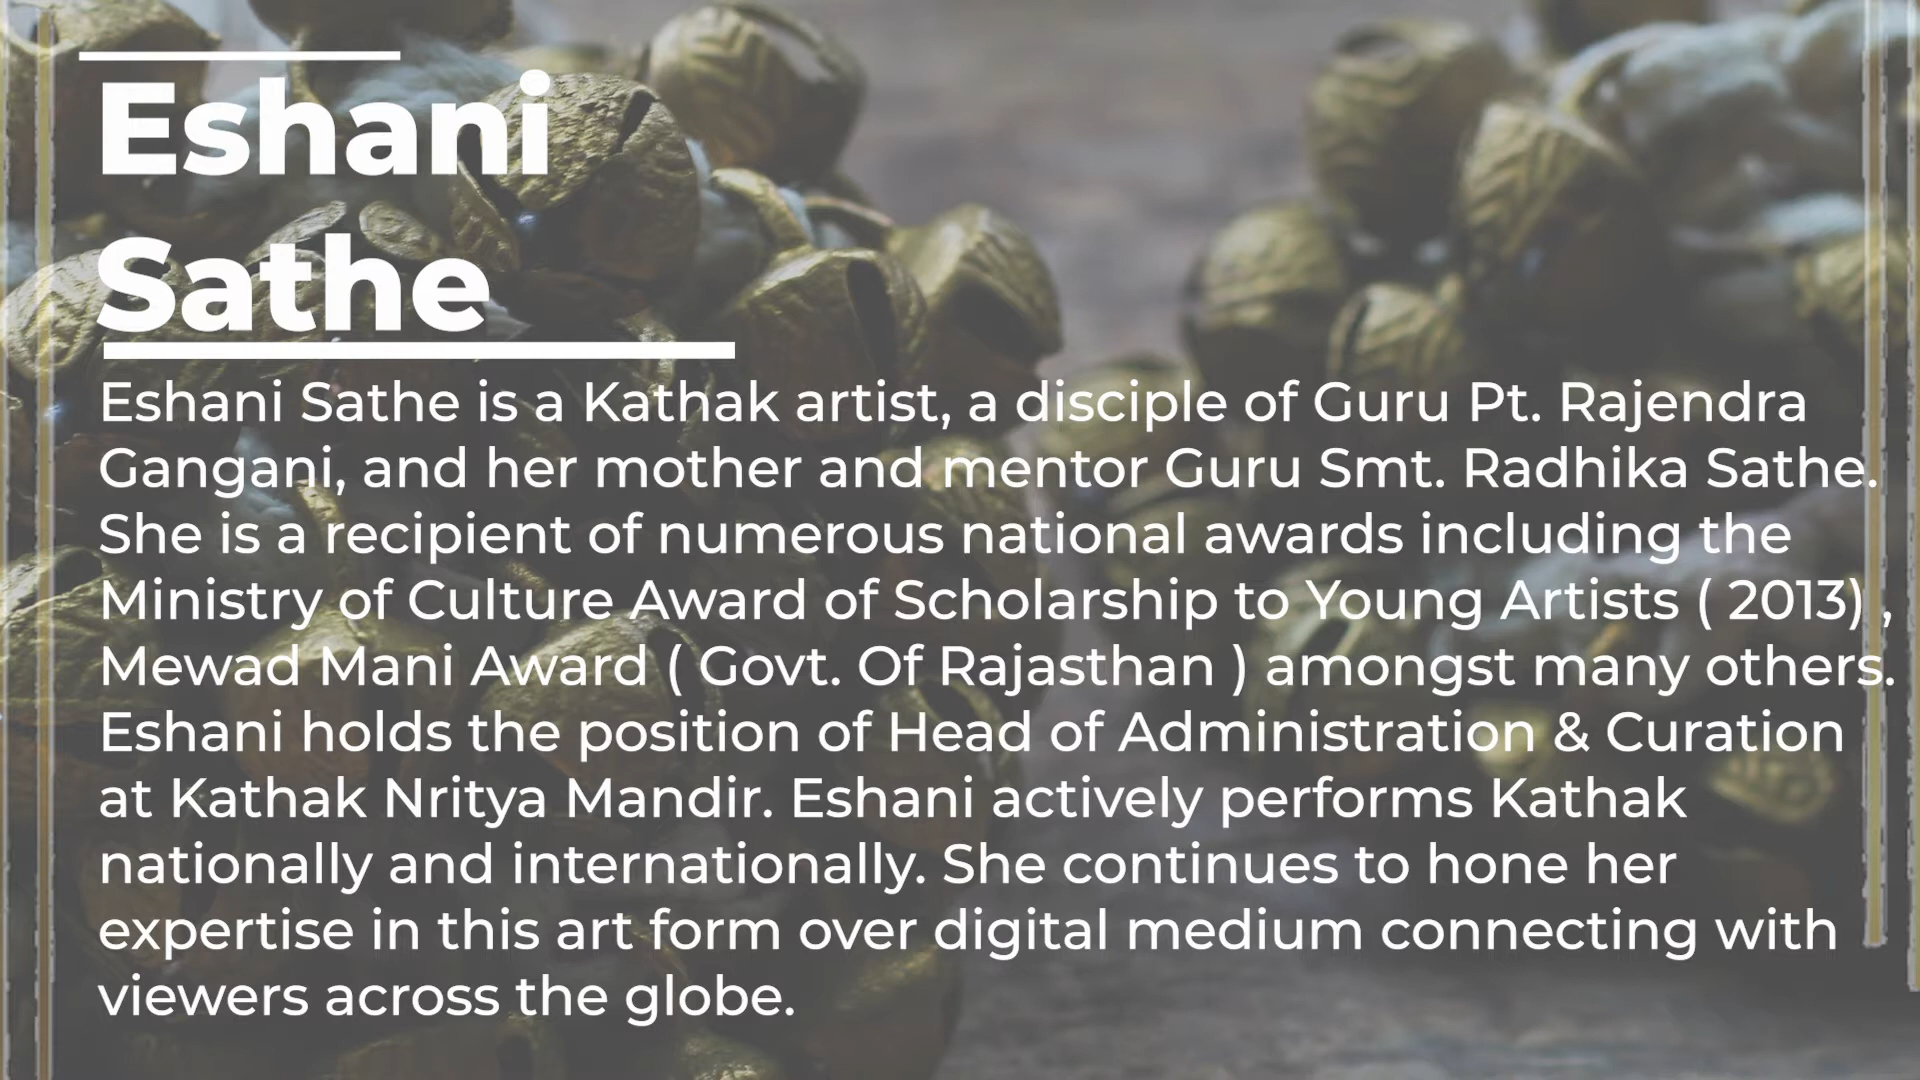 Eshani
Sathe
Eshani Sathe is a Kathak artist, a disciple of Guru Pt. Rajendra
Gangani, and her mother and mentor Guru Smt. Radhika Sathe.
She is a recipient of numerous national awards including the
Ministry of Culture Award of Scholarship to Young Artists ( 2013) ,
Mewad Mani Award ( Govt. Of Rajasthan ) amongst many others.
Eshani holds the position of Head of Administration & Curation
at Kathak Nritya Mandir. Eshani actively performs Kathak
nationally and internationally. She continues to hone her
expertise in this art form over digital medium connecting with
viewers across the globe.